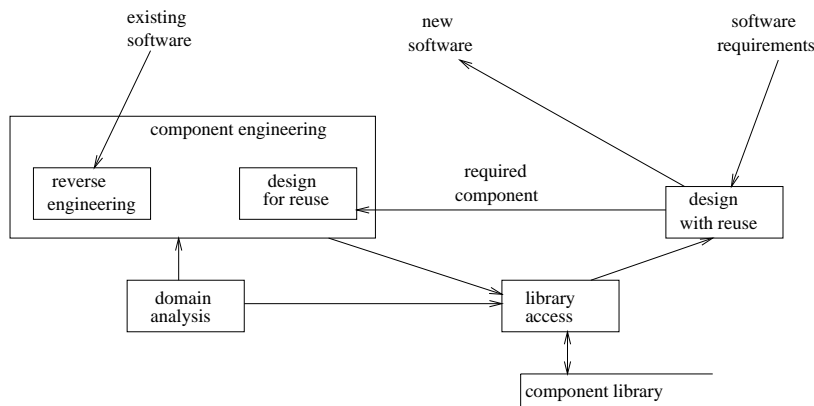 existing
software
new
software
software
requirements
component engineering
reverse
engineering
design
for reuse
required
component
design
with reuse
domain
analysis
library
access
component library